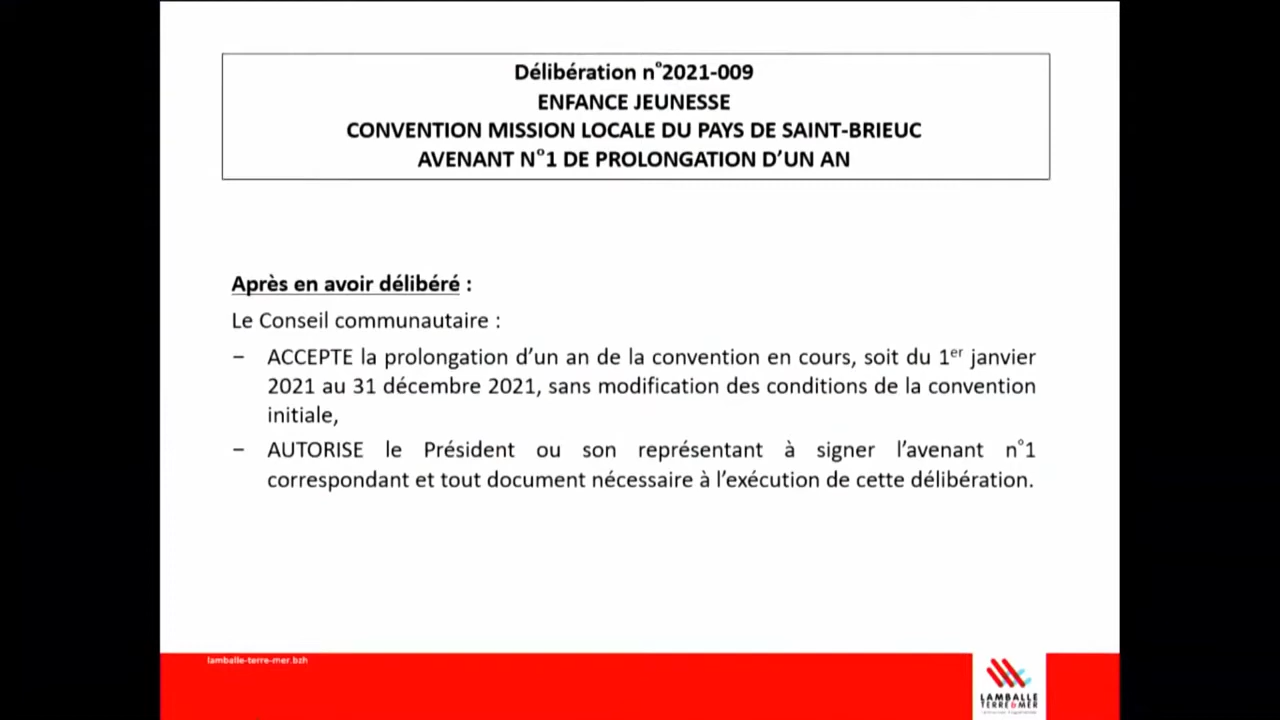 Délibération n°2021-009
ENFANCE JEUNESSE
CONVENTION MISSION LOCALE DU PAYS DE SAINT-BRIEUC
AVENANT N°1 DE PROLONGATION D’UN AN
Après en avoir délibéré :
Le Conseil communautaire :
– ACCEPTE la prolongation d’un an de la convention en cours, soit du 1er janvier
2021 au 31 décembre 2021, sans modification des conditions de la convention
initiale,
– AUTORISE le Président ou son représentant à signer l’avenant n°1
correspondant et tout document nécessaire à l’exécution de cette délibération.
lamballe-terre-mer.bzh
LAMBALLE
TERRE&MER